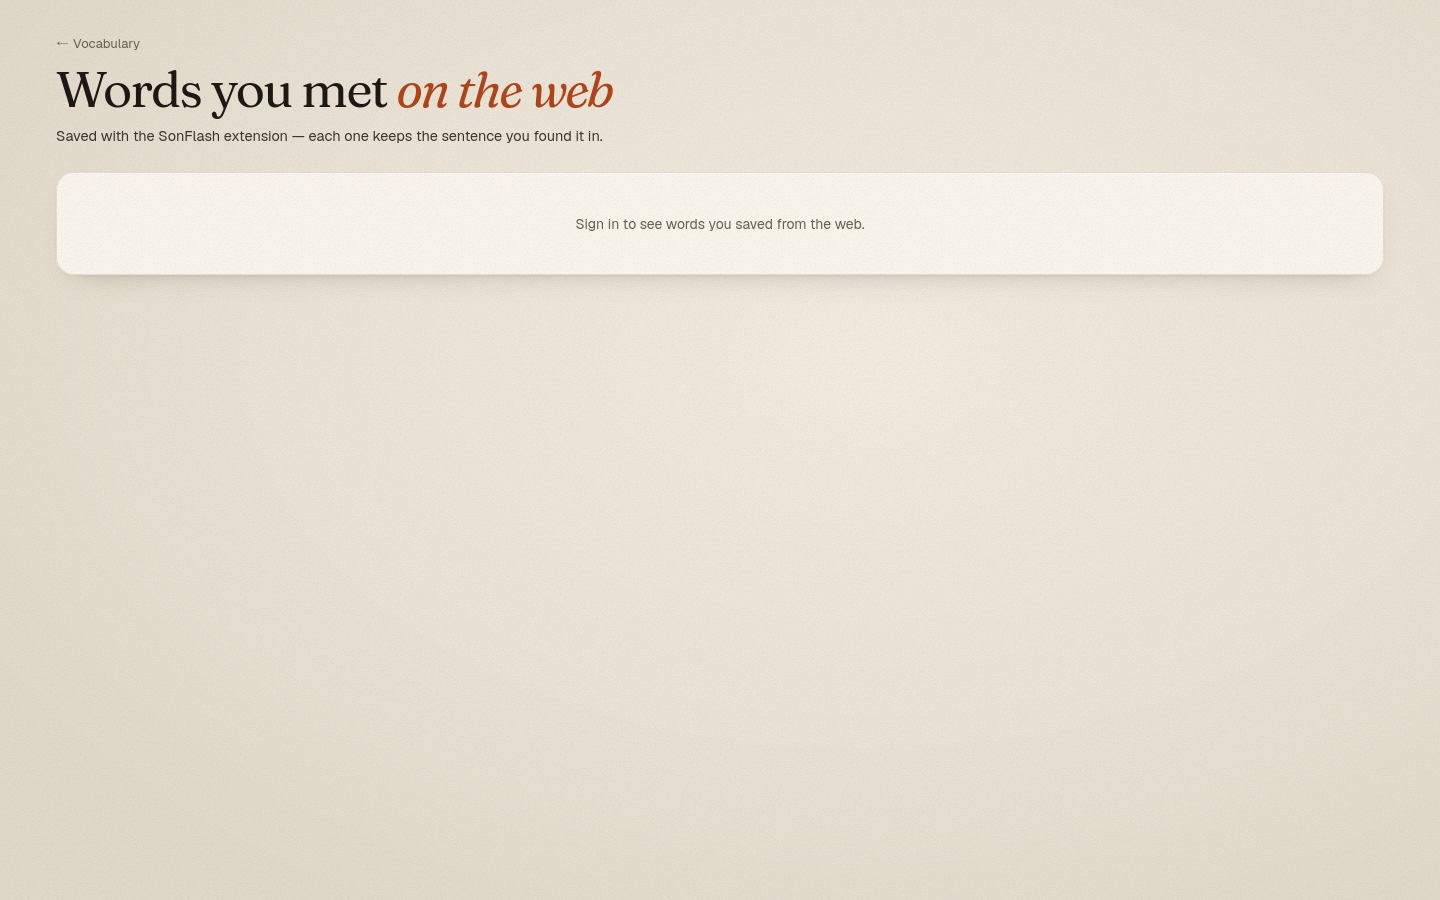 ← Vocabulary
Words you met on the web
Saved with the SonFlash extension — each one keeps the sentence you found it in.
Sign in to see words you saved from the web.